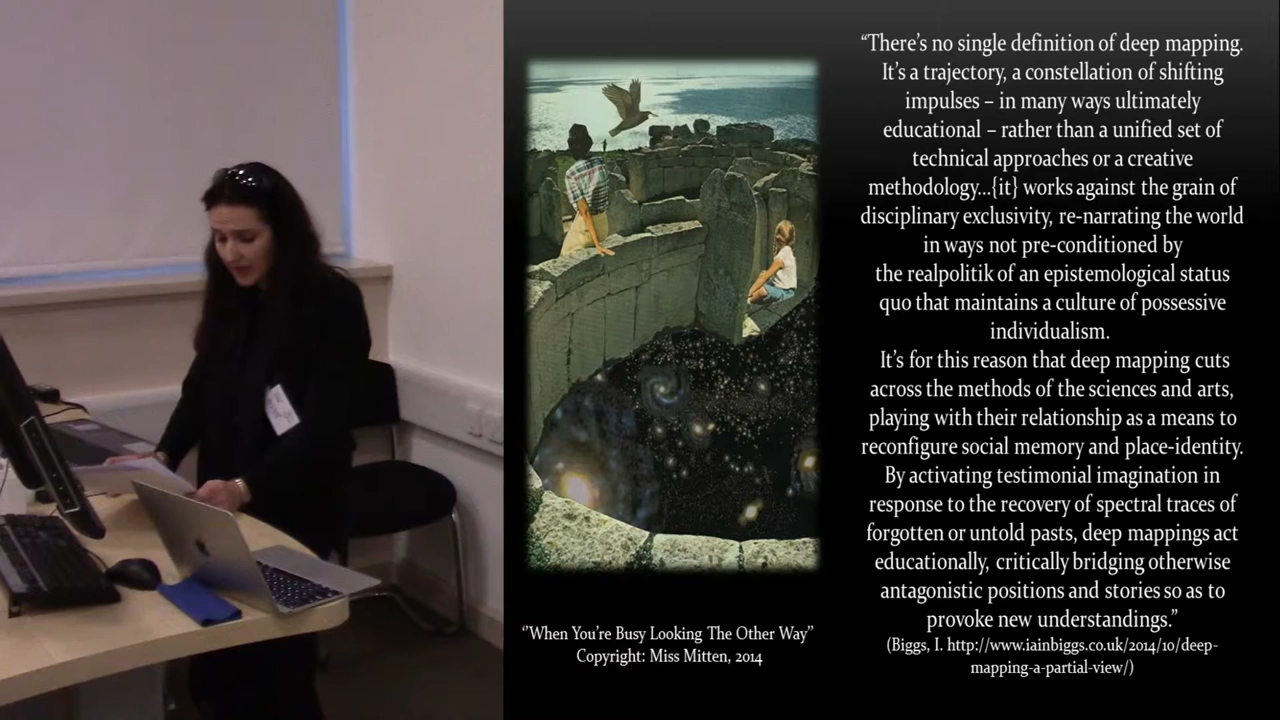 “There’s no single definition of deep mapping.
It’s a trajectory, a constellation of shifting
impulses – in many ways ultimately
educational – rather than a unified set of
technical approaches or a creative
methodology...{it} works against the grain of
disciplinary exclusivity, re-narrating the world
in ways not pre-conditioned by
the realpolitik of an epistemological status
quo that maintains a culture of possessive
individualism.
It’s for this reason that deep mapping cuts
across the methods of the sciences and arts,
playing with their relationship as a means to
reconfigure social memory and place-identity.
By activating testimonial imagination in
response to the recovery of spectral traces of
forgotten or untold pasts, deep mappings act
educationally, critically bridging otherwise
antagonistic positions and stories so as to
provoke new understandings.”
(Biggs, I. http://www.iainbiggs.co.uk/2014/10/deep-
mapping-a-partial-view/)
‘’When You’re Busy Looking The Other Way”
Copyright: Miss Mitten, 2014